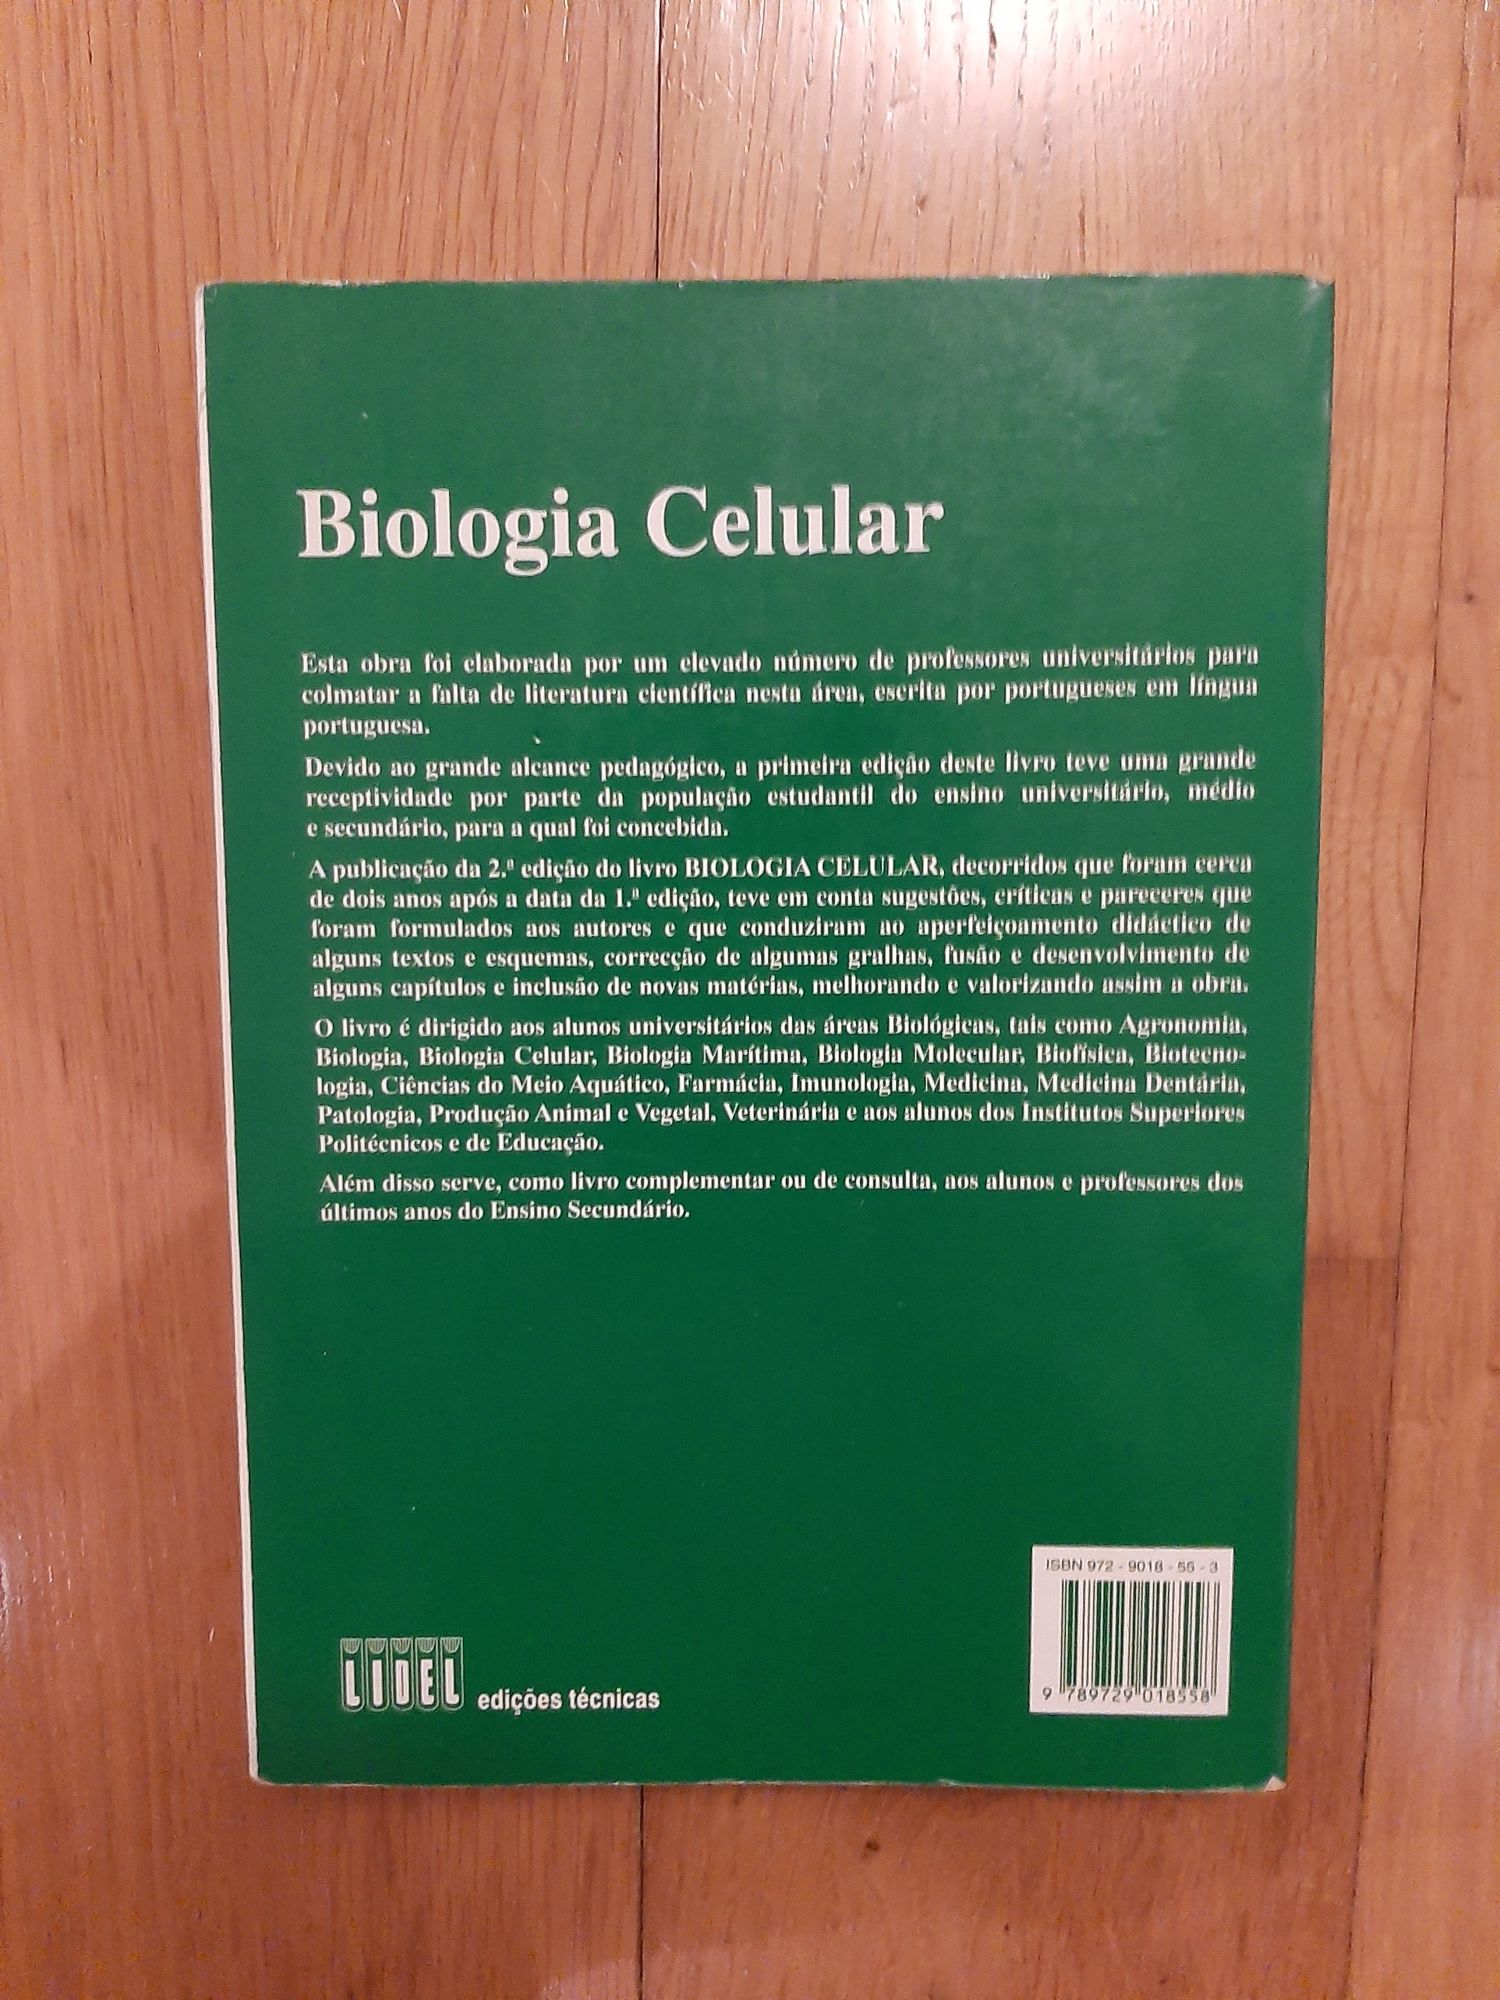 Biologia Celular
Esta obra foi elaborada por um elevado número de professores universitários para
colmatar a falta de literatura científica nesta área, escrita por portugueses em língua
portuguesa.
Devido ao grande alcance pedagógico, a primeira edição deste livro teve uma grande
receptividade por parte da população estudantil do ensino universitário, médio
e secundário, para a qual foi concebida.
A publicação da 2.ª edição do livro BIOLOGIA CELULAR, decorridos que foram cerca
de dois anos após a data da 1.ª edição, teve em conta sugestões, críticas e pareceres que
foram formulados aos autores e que conduziram ao aperfeiçoamento didáctico de
alguns textos e esquemas, correcção de algumas gralhas, fusão e desenvolvimento de
alguns capítulos e inclusão de novas matérias, melhorando e valorizando assim a obra.
O livro é dirigido aos alunos universitários das áreas Biológicas, tais como Agronomia,
Biologia, Biologia Celular, Biologia Marítima, Biologia Molecular, Biofísica, Biotecno-
logia, Ciências do Meio Aquático, Farmácia, Imunologia, Medicina, Medicina Dentária,
Patologia, Produção Animal e Vegetal, Veterinária e aos alunos dos Institutos Superiores
Politécnicos e de Educação.
Além disso serve, como livro complementar ou de consulta, aos alunos e professores dos
últimos anos do Ensino Secundário.
ISBN 972 - 9018 - 55 - 3
9 789729 018558
LIDEL edições técnicas